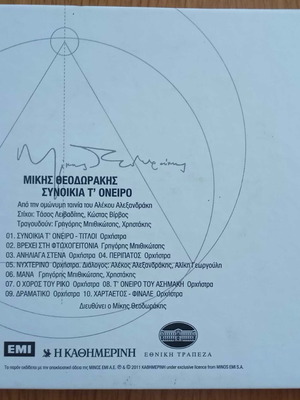 Μίκης Θεοδωράκης
ΜΙΚΗΣ ΘΕΟΔΩΡΑΚΗΣ
ΣΥΝΟΙΚΙΑ Τ' ΟΝΕΙΡΟ
Από την ομώνυμη ταινία του Αλέκου Αλεξανδράκη
Στίχοι: Τάσος Λειβαδίτης, Κώστας Βίρβος
Τραγουδούν: Γρηγόρης Μπιθικώτσης, Χρηστάκης
01. ΣΥΝΟΙΚΙΑ Τ' ΟΝΕΙΡΟ - ΤΙΤΛΟΙ Ορχήστρα
02. ΒΡΕΧΕΙ ΣΤΗ ΦΤΩΧΟΓΕΙΤΟΝΙΑ Γρηγόρης Μπιθικώτσης
03. ΑΝΗΛΙΑΓΑ ΣΤΕΝΑ Ορχήστρα 04. ΠΕΡΙΠΑΤΟΣ Ορχήστρα
05. ΝΥΧΤΕΡΙΝΟ Ορχήστρα. Διάλογος: Αλέκος Αλεξανδράκης, Αλίκη Γεωργούλη
06. ΜΑΝΑ Γρηγόρης Μπιθικώτσης, Χρηστάκης
07. Ο ΧΟΡΟΣ ΤΟΥ ΡΙΚΟ Ορχήστρα 08. Τ' ΟΝΕΙΡΟ ΤΟΥ ΑΣΗΜΑΚΗ Ορχήστρα
09. ΔΡΑΜΑΤΙΚΟ Ορχήστρα 10. ΧΑΡΤΑΕΤΟΣ - ΦΙΝΑΛΕ Ορχήστρα
Διευθύνει ο Μίκης Θεοδωράκης
EMI Η ΚΑΘΗΜΕΡΙΝΗ ΕΘΝΙΚΗ ΤΡΑΠΕΖΑ